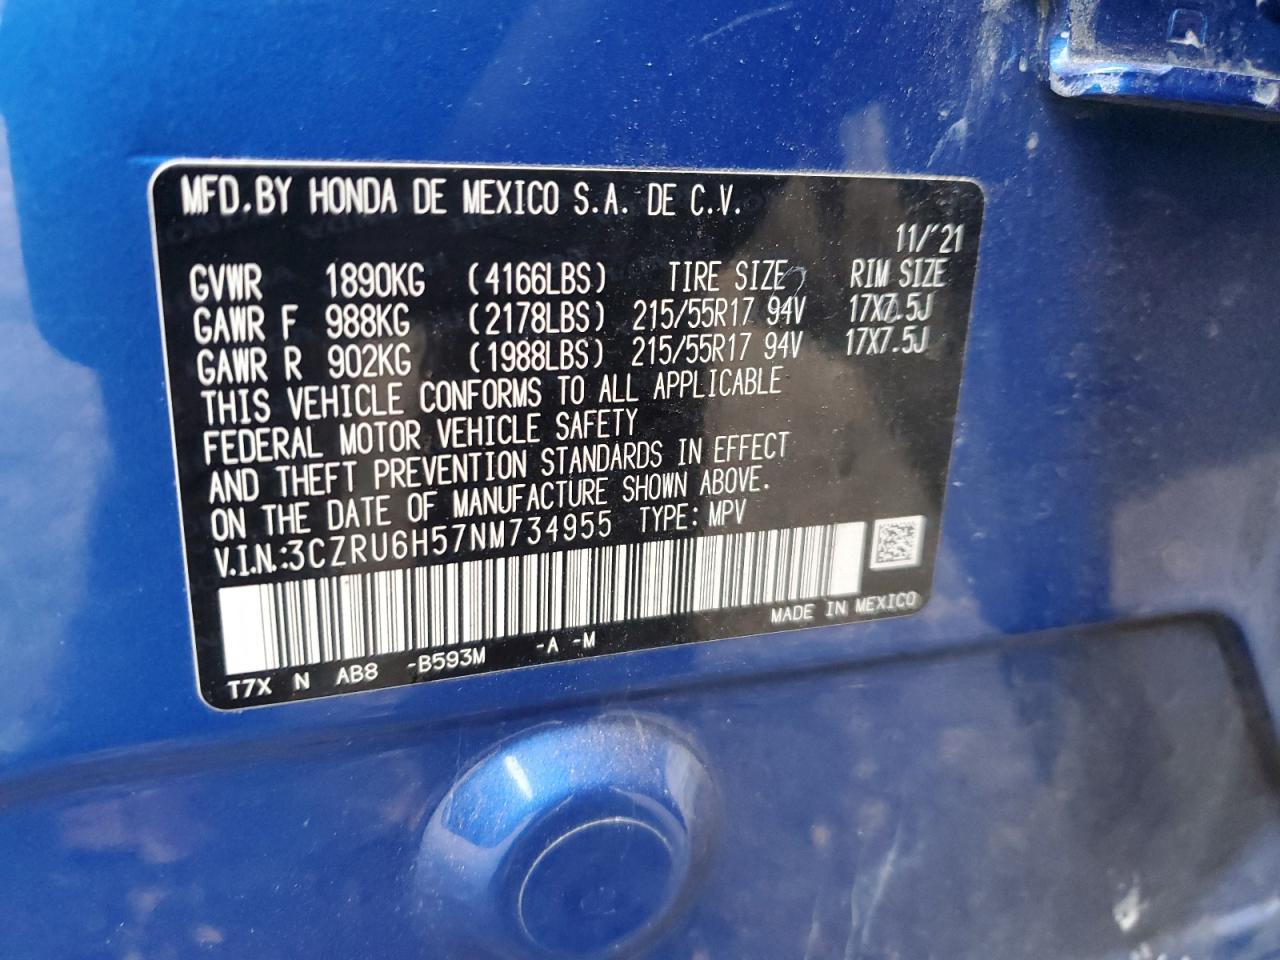 MFD.BY HONDA DE MEXICO S.A. DE C.V.
11/'21
GVWR 1890KG (4166LBS) TIRE SIZE RIM SIZE
GAWR F 988KG (2178LBS) 215/55R17 94V 17X7.5J
GAWR R 902KG (1988LBS) 215/55R17 94V 17X7.5J
THIS VEHICLE CONFORMS TO ALL APPLICABLE
FEDERAL MOTOR VEHICLE SAFETY
AND THEFT PREVENTION STANDARDS IN EFFECT
ON THE DATE OF MANUFACTURE SHOWN ABOVE.
V.I.N.:3CZRU6H57NM734955 TYPE: MPV
MADE IN MEXICO
T7X N AB8 -B593M -A -M